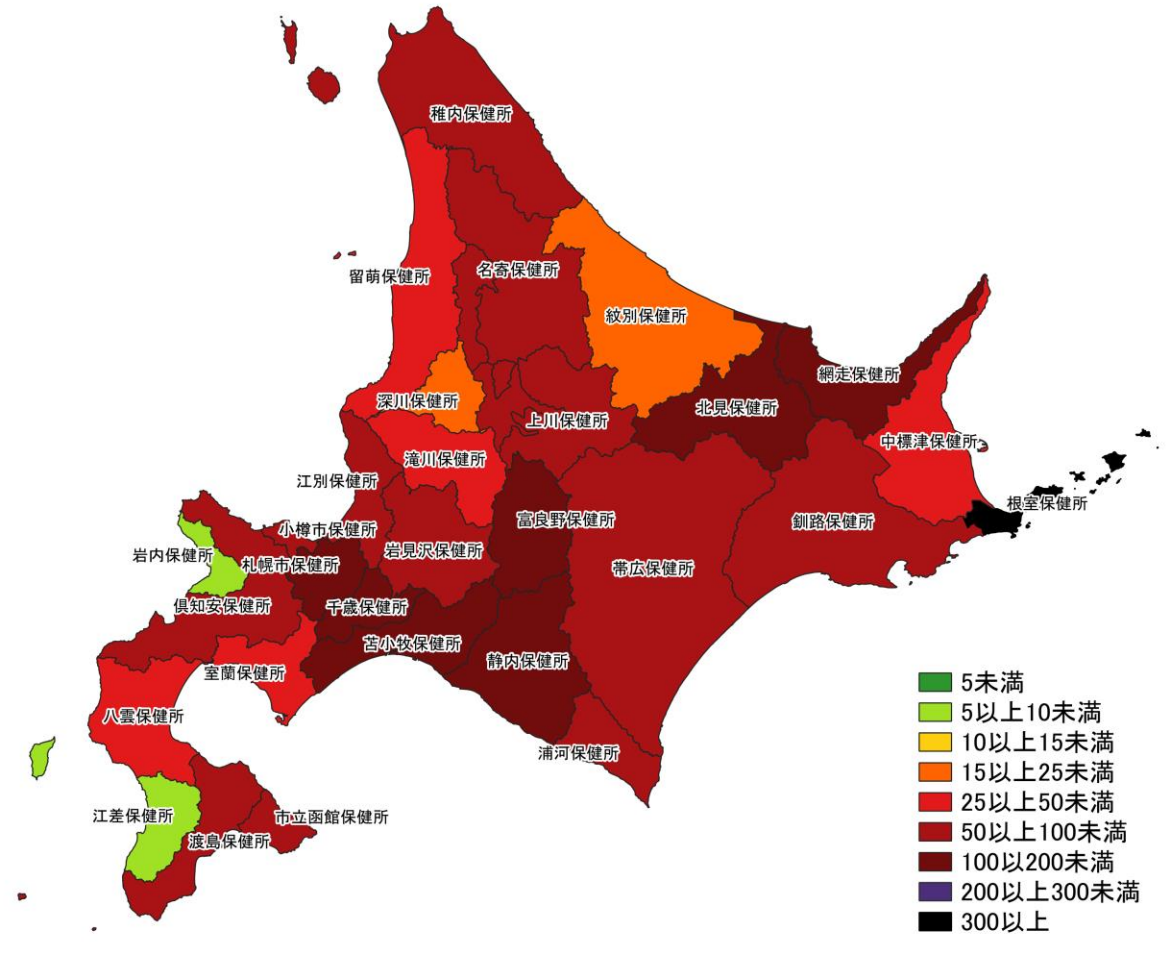 稚内保健所
名寄保健所
留萌保健所
紋別保健所
網走保健所
深川保健所
北見保健所
上川保健所
中標津保健所
滝川保健所
江別保健所
根室保健所
富良野保健所
釧路保健所
小樽市保健所
岩見沢保健所
岩内保健所
札幌市保健所
帯広保健所
倶知安保健所
千歳保健所
苫小牧保健所
静内保健所
室蘭保健所
八雲保健所
浦河保健所
江差保健所
市立函館保健所
渡島保健所
5未満
5以上10未満
10以上15未満
15以上25未満
25以上50未満
50以上100未満
100以200未満
200以上300未満
300以上